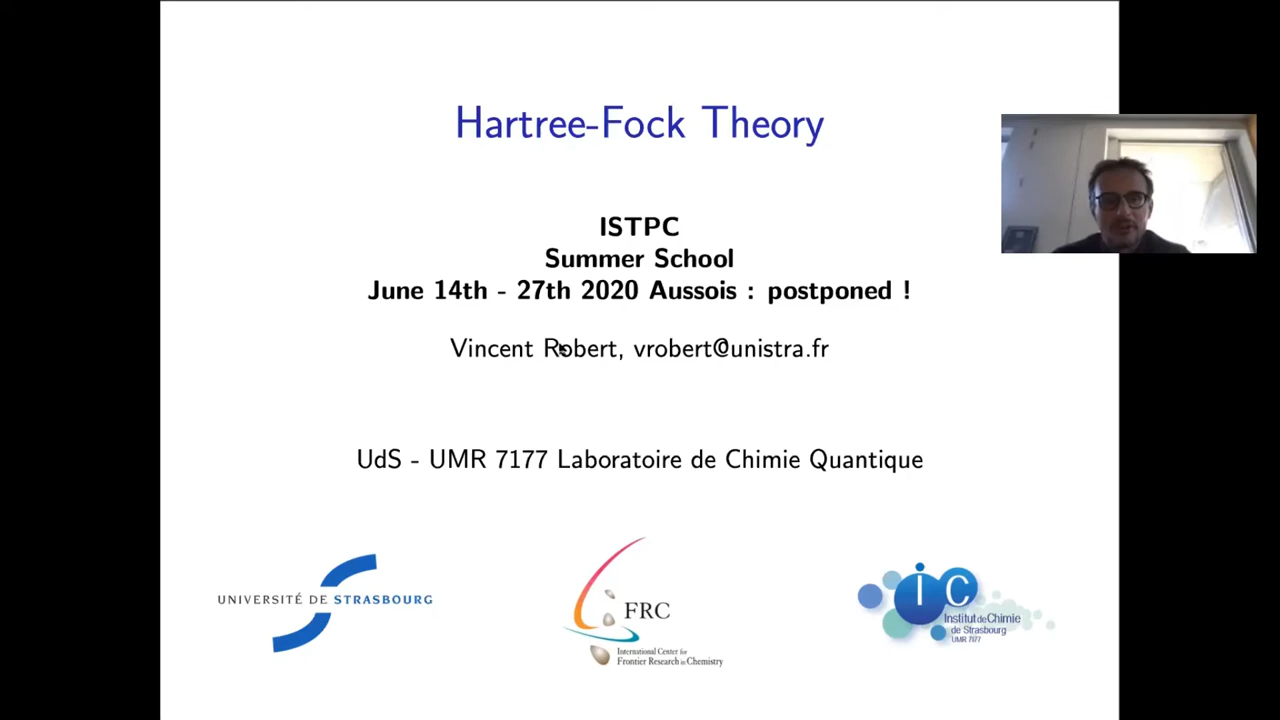 Hartree-Fock Theory
ISTPC
Summer School
June 14th - 27th 2020 Aussois : postponed !
Vincent Robert, vrobert@unistra.fr
UdS - UMR 7177 Laboratoire de Chimie Quantique
UNIVERSITÉ DE STRASBOURG
FRC
International Center for
Frontier Research in Chemistry
iC
Institut de Chimie
de Strasbourg
UMR 7177